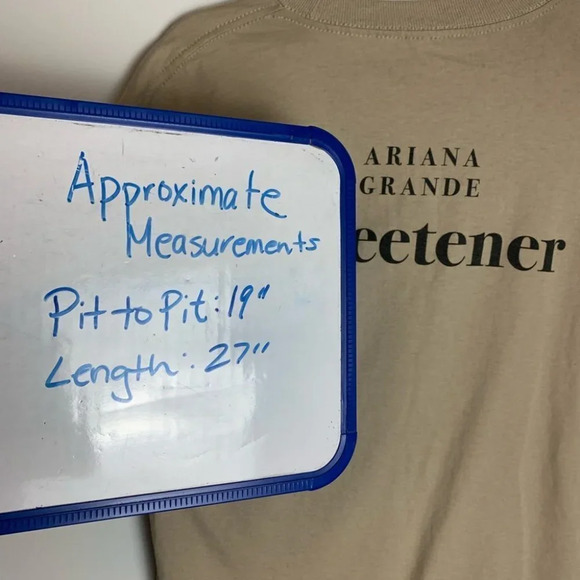 Approximate
Measurements
Pit to Pit: 19"
Length: 27"
ARIANA
GRANDE
eetener